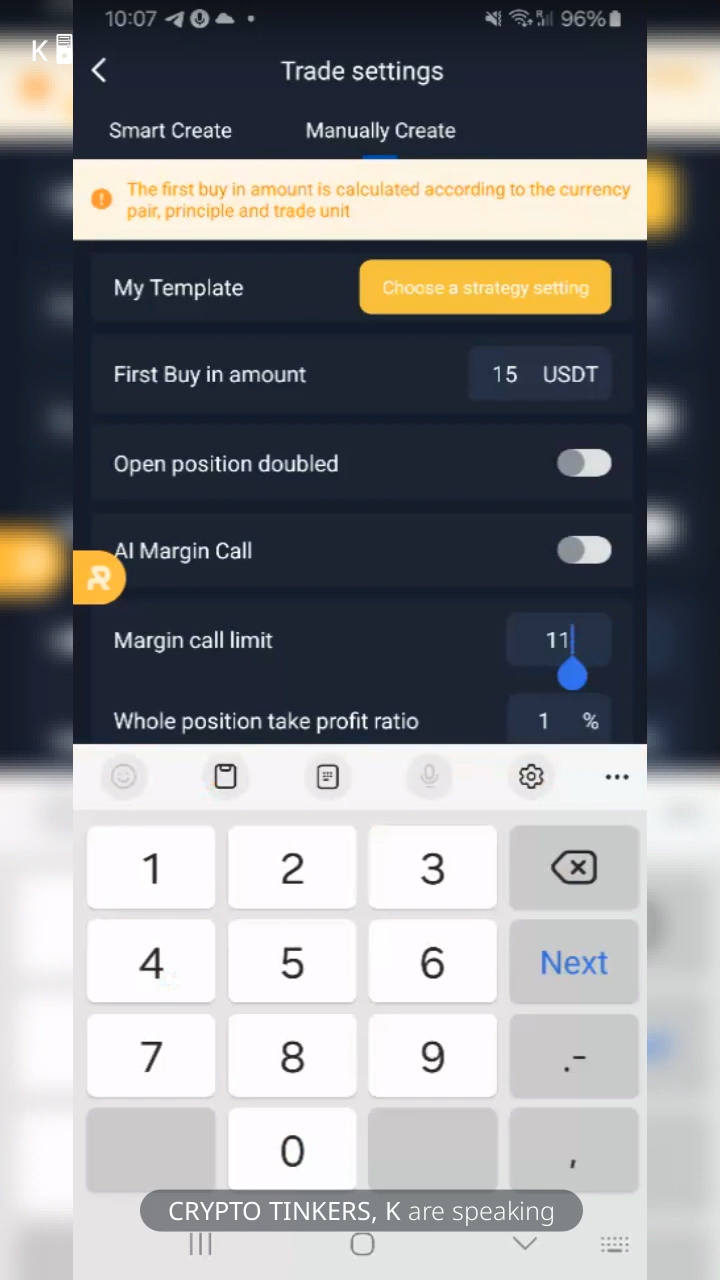 10:07
96%
K
Trade settings
Smart Create
Manually Create
The first buy in amount is calculated according to the currency
pair, principle and trade unit
My Template
Choose a strategy setting
First Buy in amount
15 USDT
Open position doubled
AI Margin Call
Margin call limit
11
Whole position take profit ratio
1 %
1 2 3
4 5 6 Next
7 8 9 .-
0 ,
CRYPTO TINKERS, K are speaking